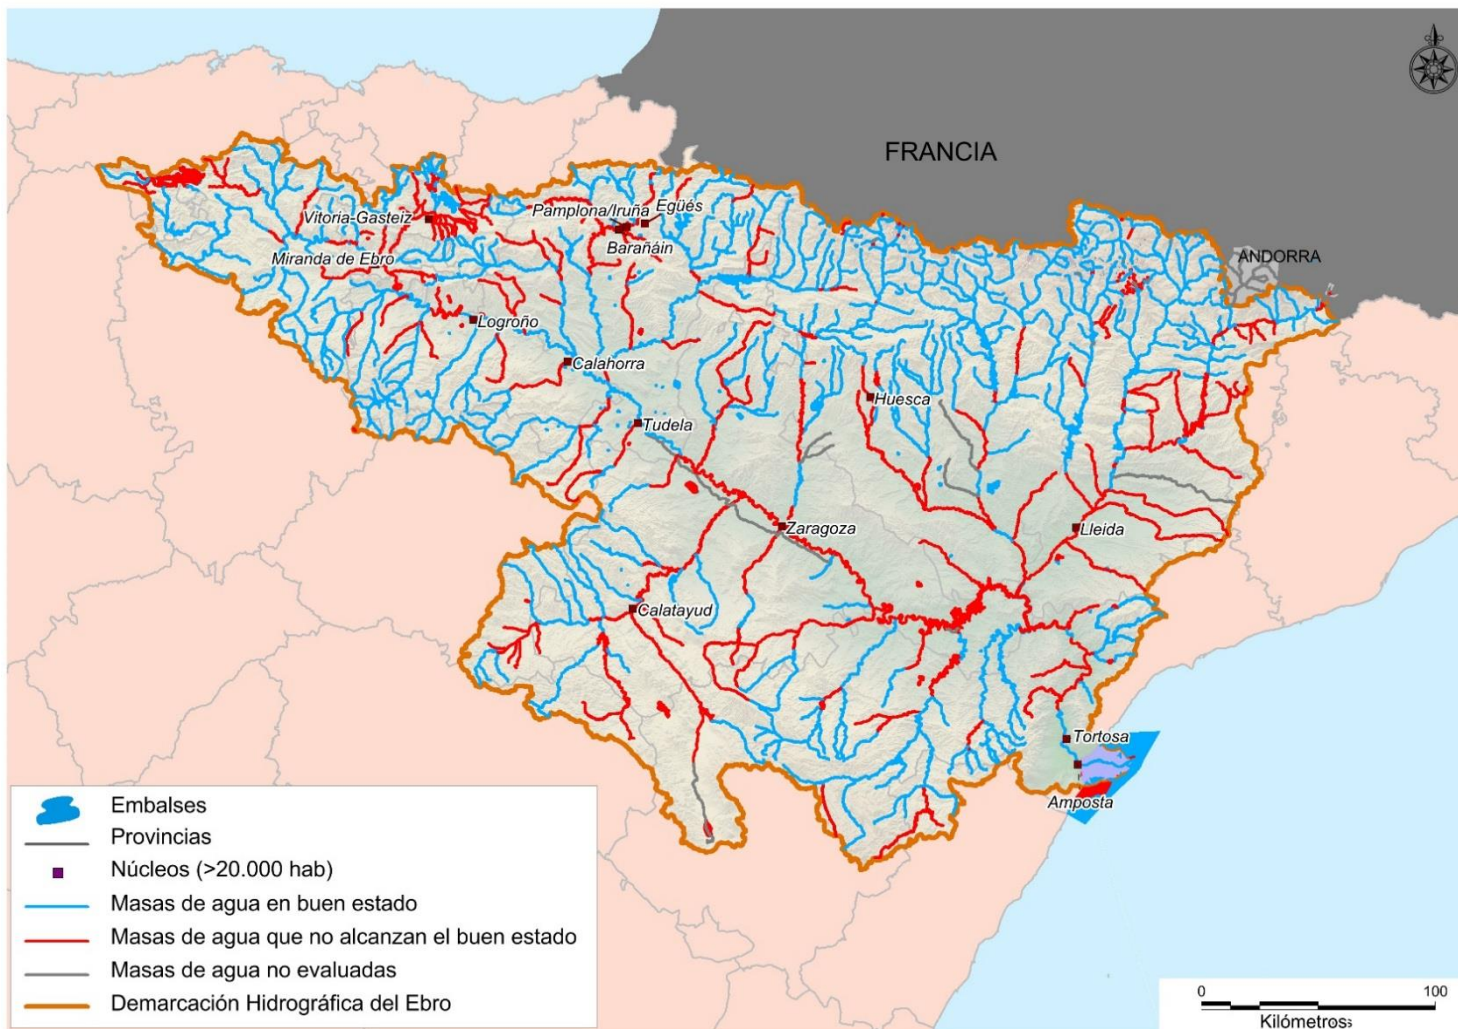 FRANCIA
ANDORRA
Vitoria-Gasteiz
Pamplona/Iruña
Egüés
Barañáin
Miranda de Ebro
Logroño
Calahorra
Huesca
Tudela
Zaragoza
Lleida
Calatayud
Tortosa
Amposta
Embalses
Provincias
Núcleos (>20.000 hab)
Masas de agua en buen estado
Masas de agua que no alcanzan el buen estado
Masas de agua no evaluadas
Demarcación Hidrográfica del Ebro
0 100
Kilómetros